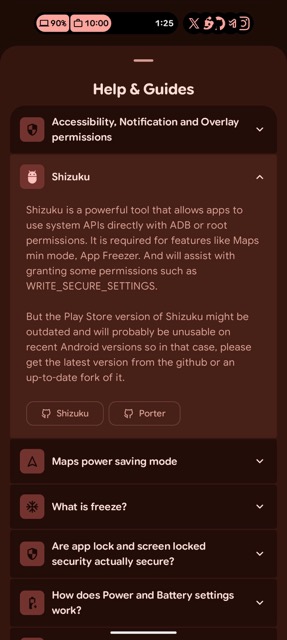 90% 10:00 1:25
Help & Guides
Accessibility, Notification and Overlay
permissions
Shizuku
Shizuku is a powerful tool that allows apps to
use system APIs directly with ADB or root
permissions. It is required for features like Maps
min mode, App Freezer. And will assist with
granting some permissions such as
WRITE_SECURE_SETTINGS.
But the Play Store version of Shizuku might be
outdated and will probably be unusable on
recent Android versions so in that case, please
get the latest version from the github or an
up-to-date fork of it.
Shizuku Porter
Maps power saving mode
What is freeze?
Are app lock and screen locked
security actually secure?
How does Power and Battery settings
work?